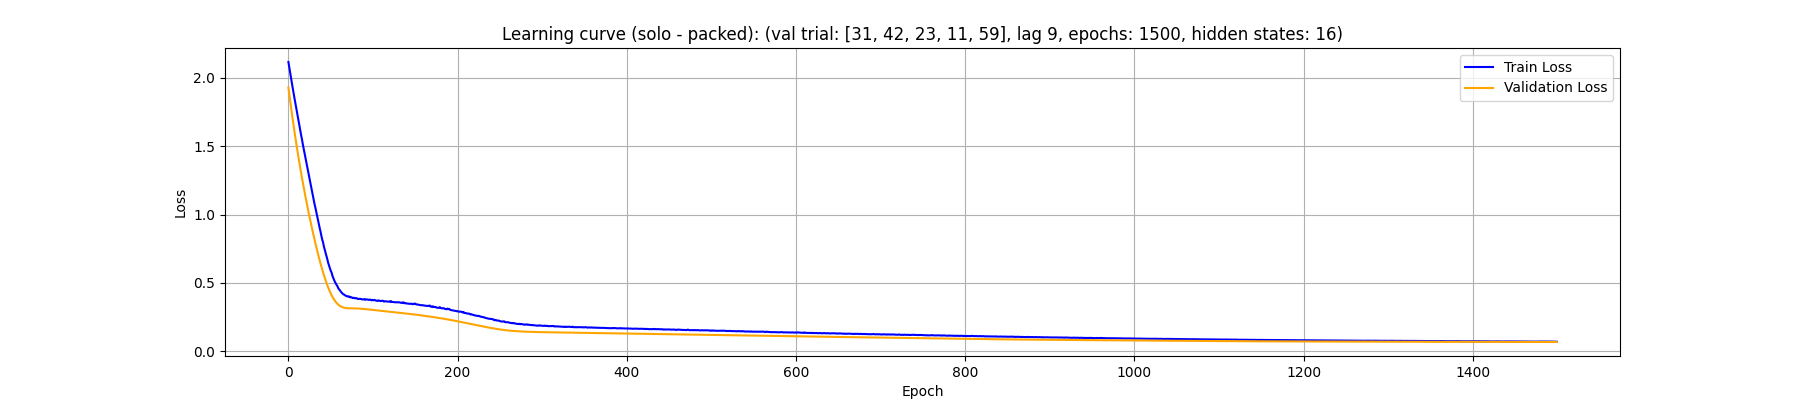 Learning curve (solo - packed): (val trial: [31, 42, 23, 11, 59], lag 9, epochs: 1500, hidden states: 16)
Train Loss
Validation Loss
2.0
1.5
1.0
0.5
0.0
Loss
0 200 400 600 800 1000 1200 1400
Epoch